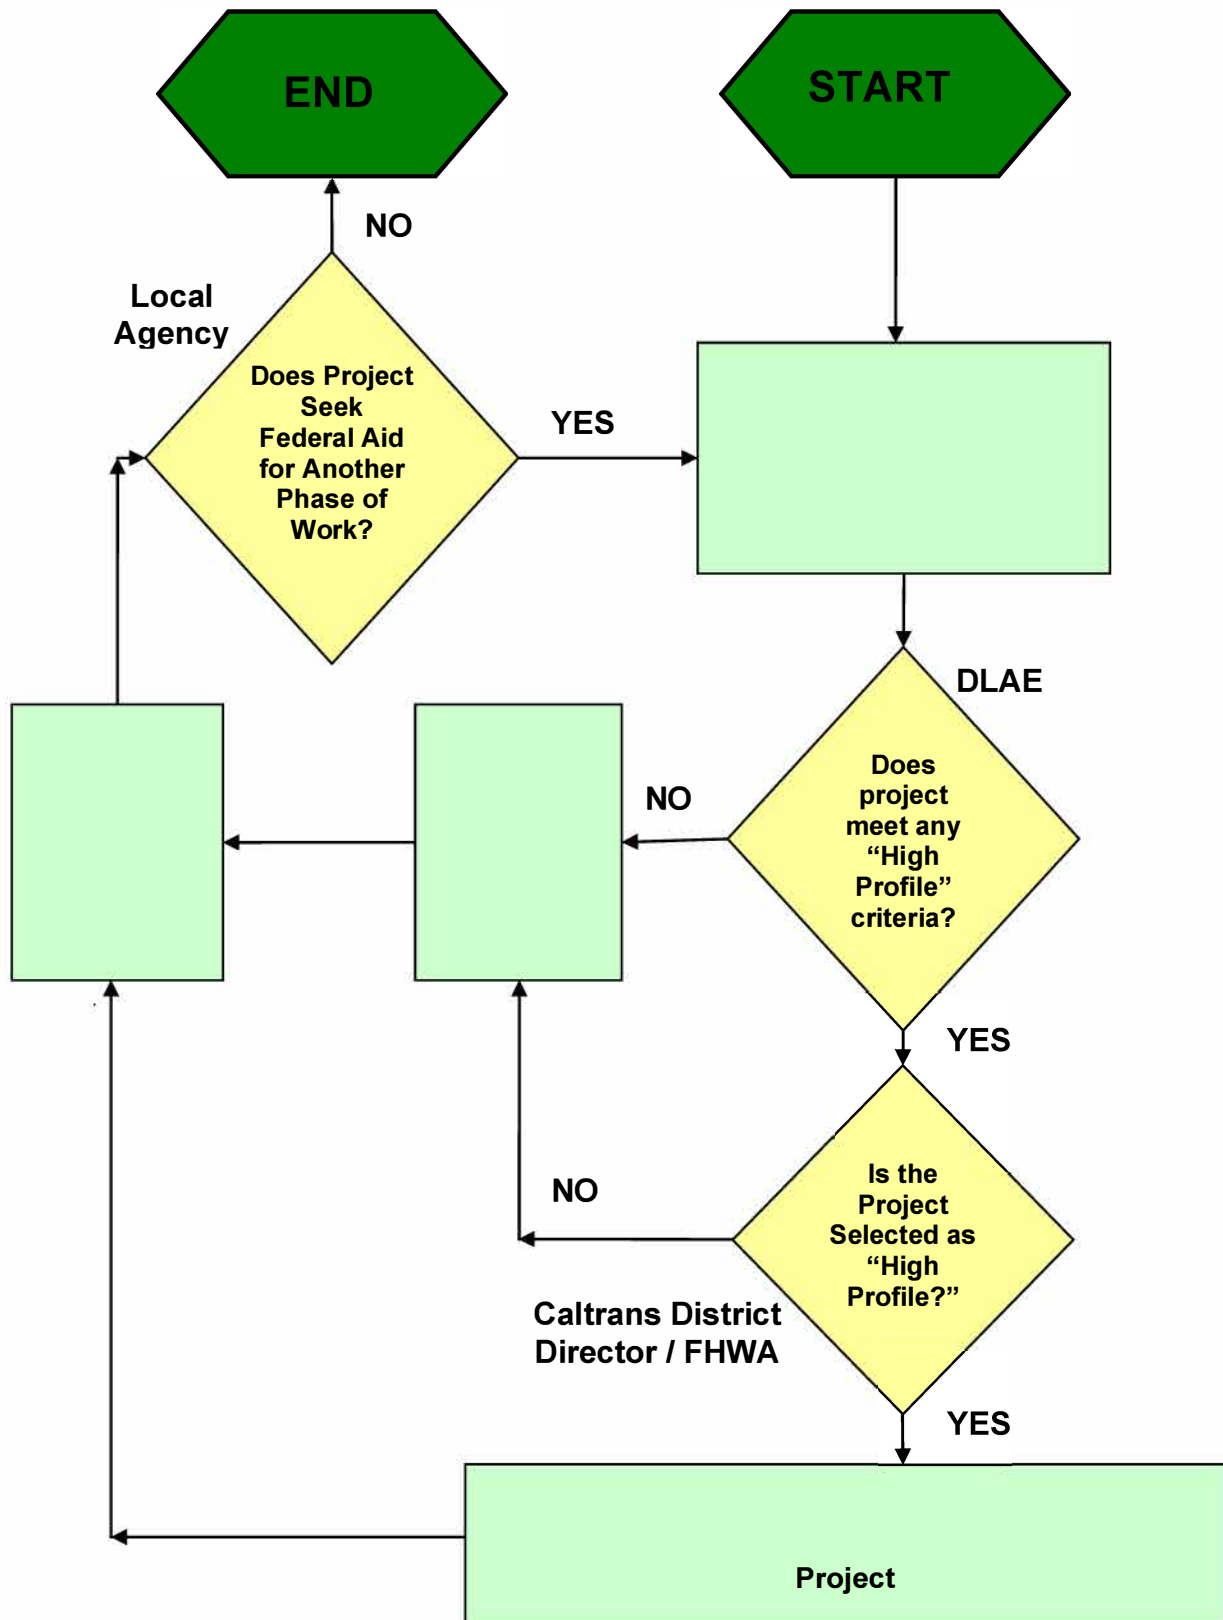 END
START
NO
Local
Agency
Does Project
Seek
Federal Aid
for Another
Phase of
Work?
YES
DLAE
Does
project
meet any
“High
Profile”
criteria?
NO
YES
Is the
Project
Selected as
“High
Profile?”
NO
Caltrans District
Director / FHWA
YES
Project